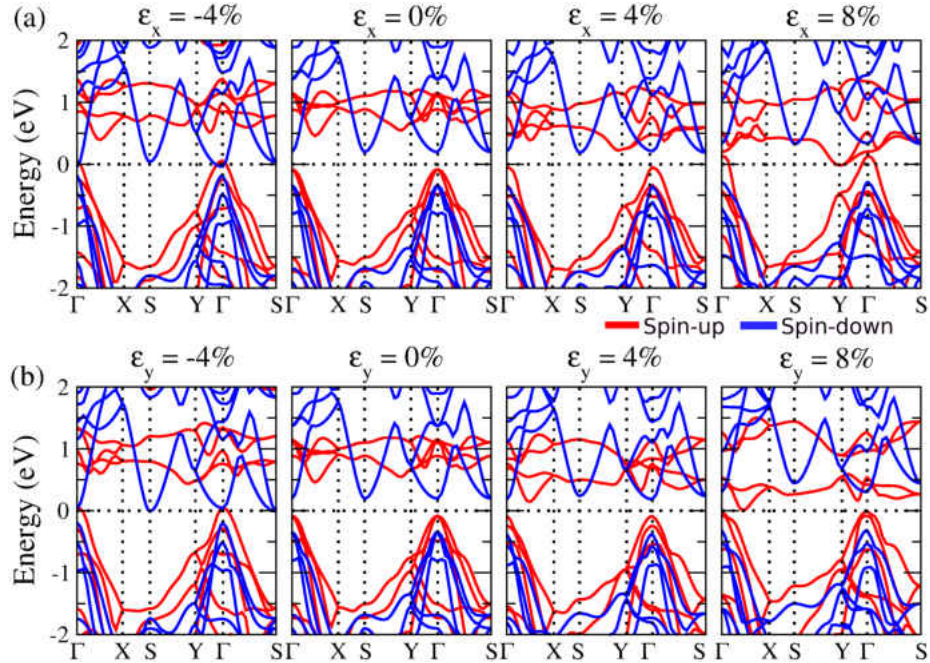 (a)
ε_x = -4%
ε_x = 0%
ε_x = 4%
ε_x = 8%
Energy (eV)
2
1
0
-1
-2
Γ X S Y Γ S
Γ X S Y Γ S
Γ X S Y Γ S
Γ X S Y Γ S
Spin-up Spin-down
(b)
ε_y = -4%
ε_y = 0%
ε_y = 4%
ε_y = 8%
Energy (eV)
2
1
0
-1
-2
Γ X S Y Γ S
Γ X S Y Γ S
Γ X S Y Γ S
Γ X S Y Γ S